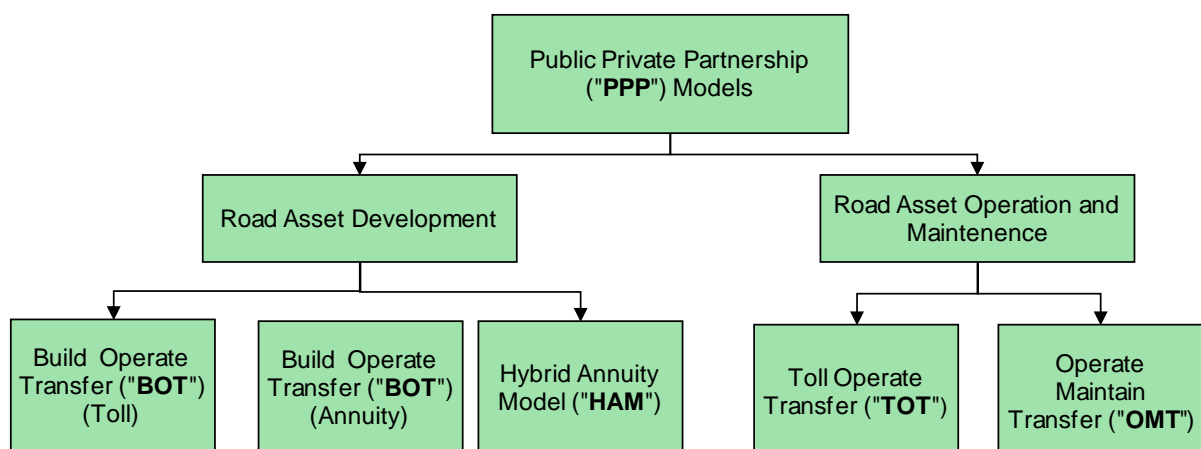 Public Private Partnership
("PPP") Models
Road Asset Development
Road Asset Operation and
Maintenence
Build Operate
Transfer ("BOT")
(Toll)
Build Operate
Transfer ("BOT")
(Annuity)
Hybrid Annuity
Model ("HAM")
Toll Operate
Transfer ("TOT")
Operate
Maintain
Transfer ("OMT")